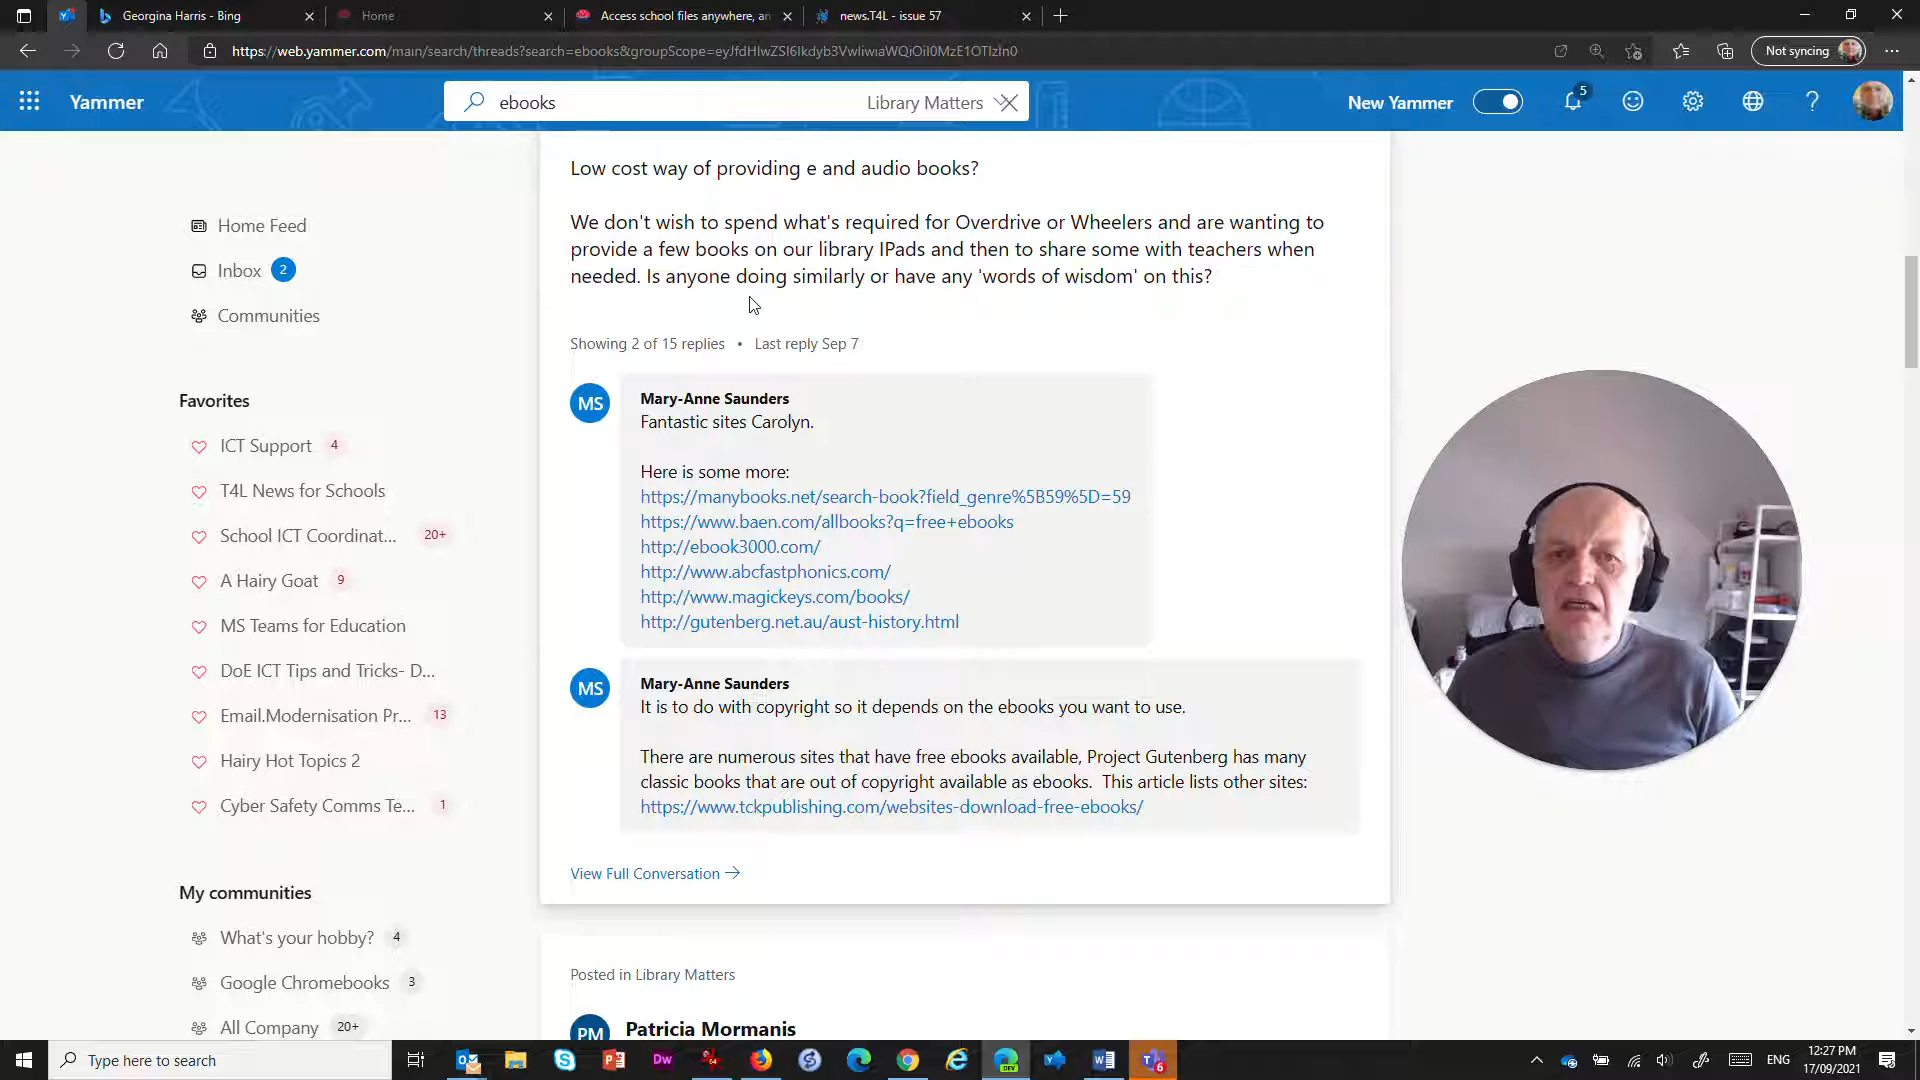 Georgina Harris - Bing
Home
Access school files anywhere, an
news.T4L - issue 57
Not syncing
Yammer
ebooks
Library Matters
New Yammer
5
Low cost way of providing e and audio books?
We don't wish to spend what's required for Overdrive or Wheelers and are wanting to
provide a few books on our library IPads and then to share some with teachers when
needed. Is anyone doing similarly or have any 'words of wisdom' on this?
Showing 2 of 15 replies • Last reply Sep 7
MS
Mary-Anne Saunders
Fantastic sites Carolyn.
Here is some more:
https://manybooks.net/search-book?field_genre%5B59%5D=59
https://www.baen.com/allbooks?q=free+ebooks
http://ebook3000.com/
http://www.abcfastphonics.com/
http://www.magickeys.com/books/
http://gutenberg.net.au/aust-history.html
MS
Mary-Anne Saunders
It is to do with copyright so it depends on the ebooks you want to use.
There are numerous sites that have free ebooks available, Project Gutenberg has many
classic books that are out of copyright available as ebooks. This article lists other sites:
https://www.tckpublishing.com/websites-download-free-ebooks/
View Full Conversation
Posted in Library Matters
PM
Patricia Mormanis
Home Feed
Inbox 2
Communities
Favorites
ICT Support 4
T4L News for Schools
School ICT Coordinat... 20+
A Hairy Goat 9
MS Teams for Education
DoE ICT Tips and Tricks- D...
Email.Modernisation Pr... 13
Hairy Hot Topics 2
Cyber Safety Comms Te... 1
My communities
What's your hobby? 4
Google Chromebooks 3
All Company 20+
Type here to search
ENG
12:27 PM
17/09/2021